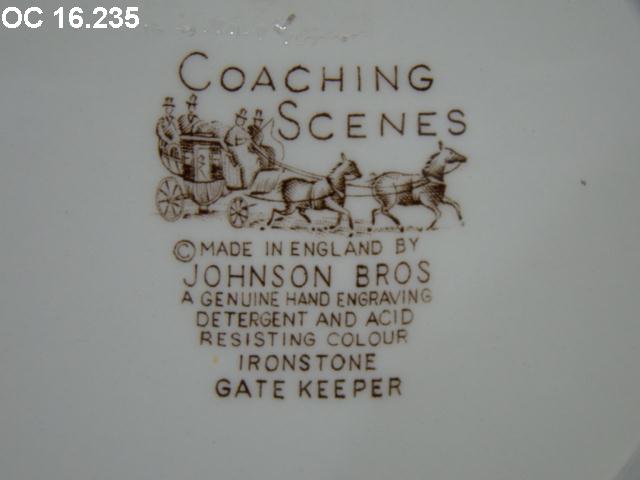 OC 16.235
COACHING
SCENES
©MADE IN ENGLAND BY
JOHNSON BROS
A GENUINE HAND ENGRAVING
DETERGENT AND ACID
RESISTING COLOUR
IRONSTONE
GATE KEEPER